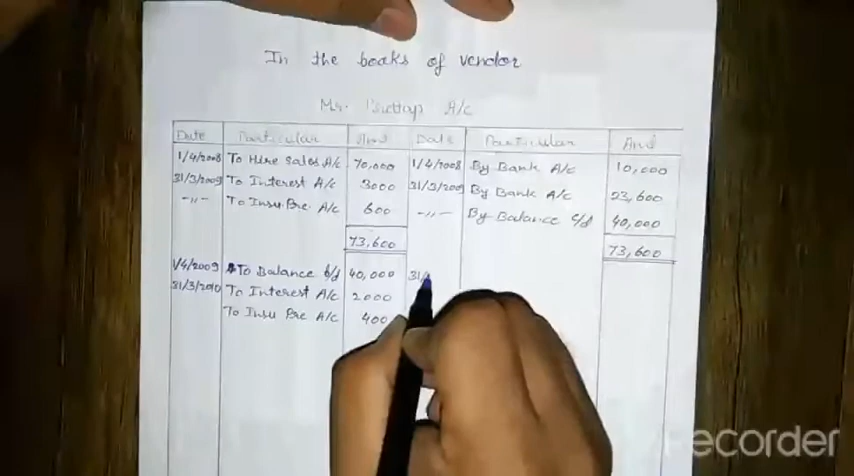 In the books of vendor
Mr. A/c
Date Particular Amt Date Particular Amt
1/4/2008 To Hire Sales A/c 70,000 1/4/2008 By Bank A/c 10,000
31/3/2009 To Interest A/c 3000 31/3/2009 By Bank A/c 23,600
-〃- To Insu Pre. A/c 600 -〃- By Balance c/d 40,000
73,600 73,600
1/4/2009 To Balance b/d 40,000 31/
31/3/2010 To Interest A/c 2000
To Insu Pre A/c 400
Recorder